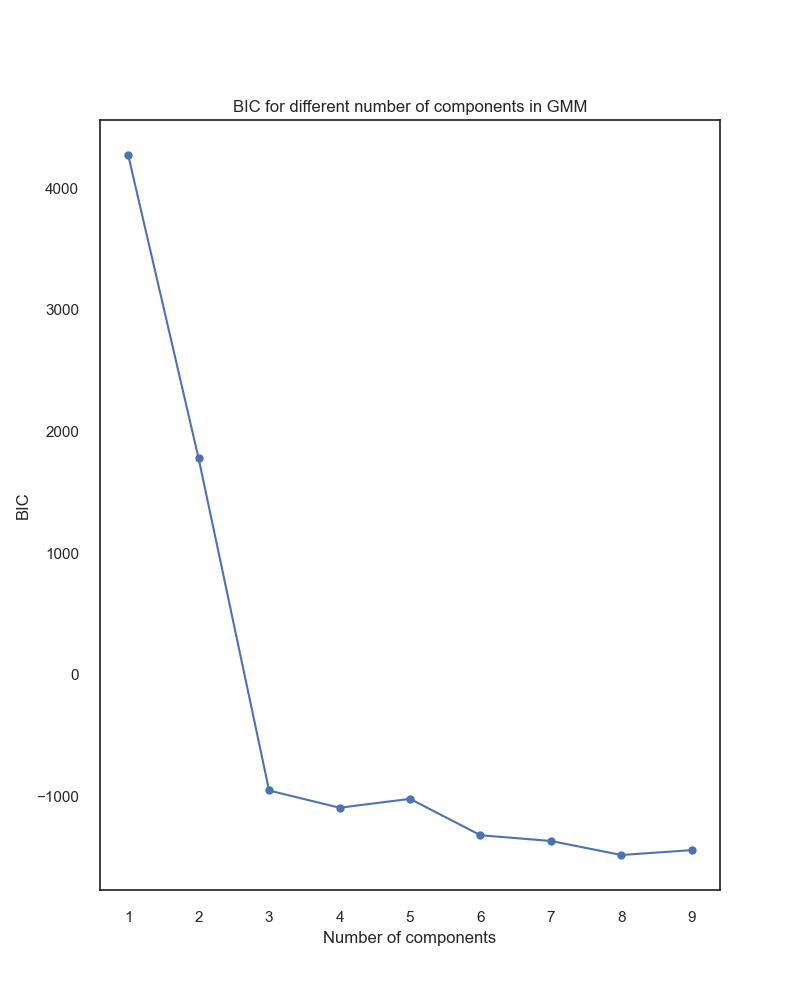 BIC for different number of components in GMM
4000
3000
2000
1000
0
−1000
BIC
1 2 3 4 5 6 7 8 9
Number of components